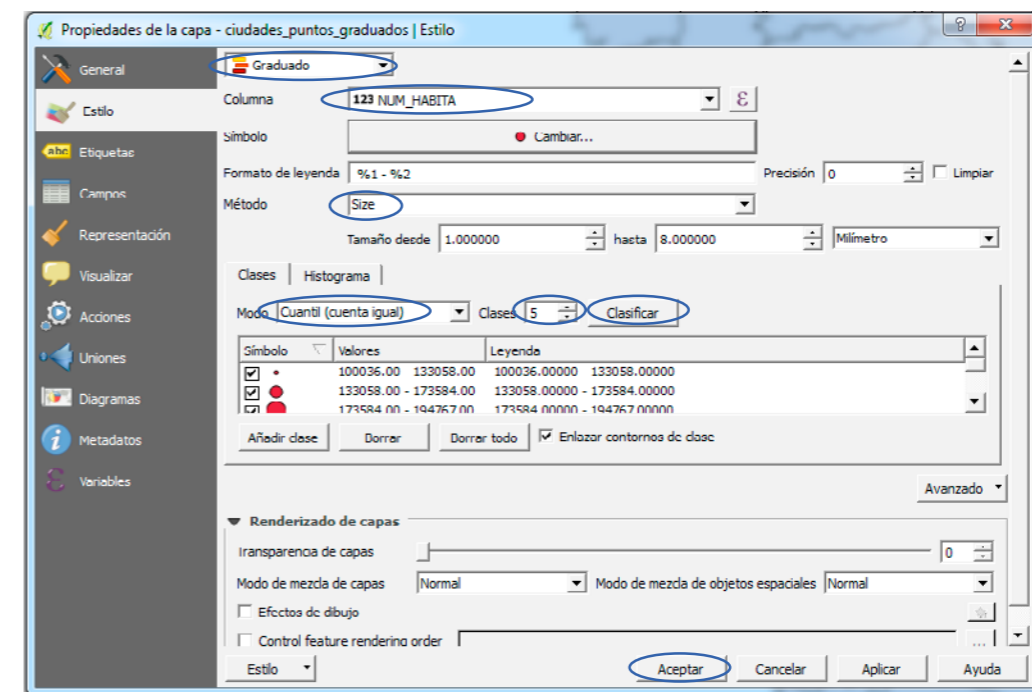 Propiedades de la capa - ciudades_puntos_graduados | Estilo
General
Estilo
Etiquetas
Campos
Representación
Visualizar
Acciones
Uniones
Diagramas
Metadatos
Variables
Graduado
Columna 123 NUM_HABITA ε
Símbolo Cambiar...
Formato de leyenda %1 - %2 Precisión 0 Limpiar
Método Size
Tamaño desde 1.000000 hasta 8.000000 Milímetro
Clases Histograma
Modo Cuantil (cuenta igual) Clases 5 Clasificar
Símbolo Valores Leyenda
100036.00 133058.00 100036.00000 133058.00000
133058.00 - 173584.00 133058.00000 - 173584.00000
173584.00 - 194767.00 173584.00000 - 194767.00000
Añadir clase Borrar Borrar todo Enlazar contornos de clase
Avanzado
Renderizado de capas
Transparencia de capas 0
Modo de mezcla de capas Normal Modo de mezcla de objetos espaciales Normal
Efectos de dibujo
Control feature rendering order ...
Estilo Aceptar Cancelar Aplicar Ayuda